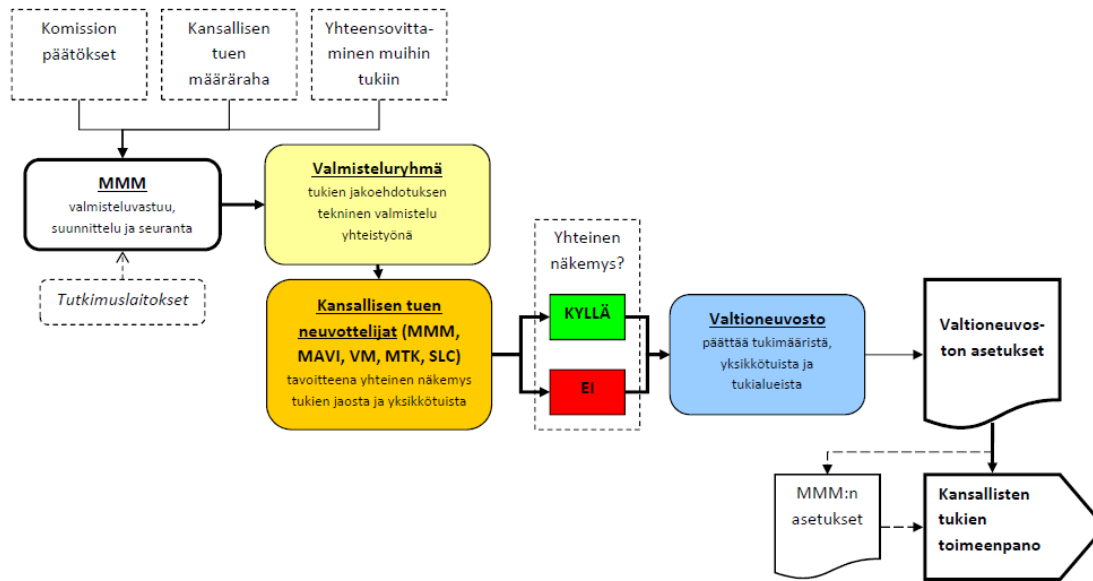 Komission
päätökset
Kansallisen
tuen
määräraha
Yhteensovitta-
minen muihin
tukiin
MMM
valmisteluvastuu,
suunnittelu ja seuranta
Tutkimuslaitokset
Valmisteluryhmä
tukien jakoehdotuksen
tekninen valmistelu
yhteistyönä
Kansallisen tuen
neuvottelijat (MMM,
MAVI, VM, MTK, SLC)
tavoitteena yhteinen näkemys
tukien jaosta ja yksikkötuista
Yhteinen
näkemys?
KYLLÄ
EI
Valtioneuvosto
päättää tukimääristä,
yksikkötuista ja
tukialueista
Valtioneuvos-
ton asetukset
MMM:n
asetukset
Kansallisten
tukien
toimeenpano